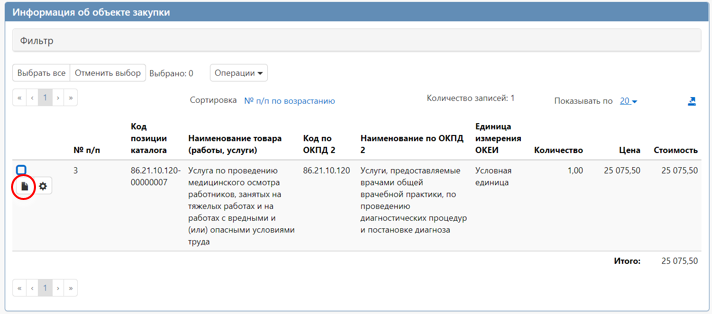 Информация об объекте закупки
Фильтр
Выбрать все Отменить выбор Выбрано: 0 Операции
« ‹ 1 › »
Сортировка № п/п по возрастанию Количество записей: 1 Показывать по 20
№ п/п Код позиции каталога Наименование товара (работы, услуги) Код по ОКПД 2 Наименование по ОКПД 2 Единица измерения ОКЕИ Количество Цена Стоимость
3 86.21.10.120-00000007 Услуга по проведению медицинского осмотра работников, занятых на тяжелых работах и на работах с вредными и (или) опасными условиями труда 86.21.10.120 Услуги, предоставляемые врачами общей врачебной практики, по проведению диагностических процедур и постановке диагноза Условная единица 1,00 25 075,50 25 075,50
Итого: 25 075,50
« ‹ 1 › »